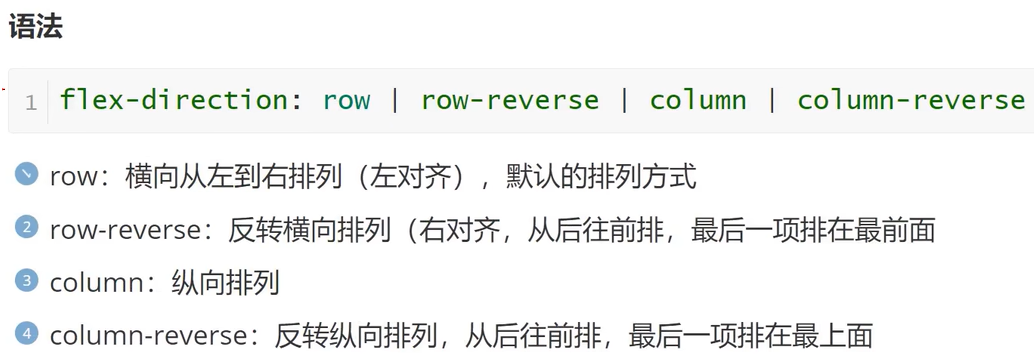 语法
1 flex-direction: row | row-reverse | column | column-reverse
1 row：横向从左到右排列（左对齐），默认的排列方式
2 row-reverse：反转横向排列（右对齐，从后往前排，最后一项排在最前面
3 column：纵向排列
4 column-reverse：反转纵向排列，从后往前排，最后一项排在最上面